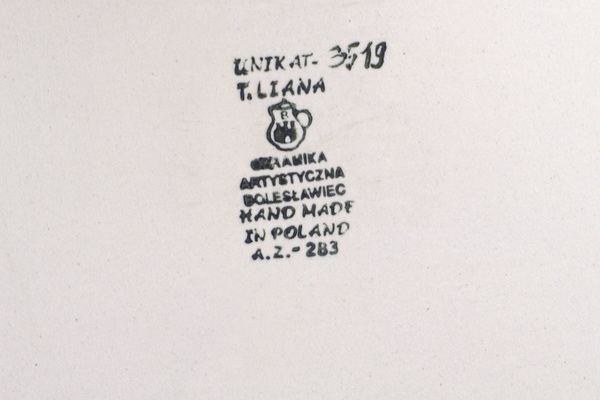 UNIKAT- 3519
T. LIANA
B
CERAMIKA
ARTYSTYCZNA
BOLESŁAWIEC
HAND MADE
IN POLAND
A.Z.- 283